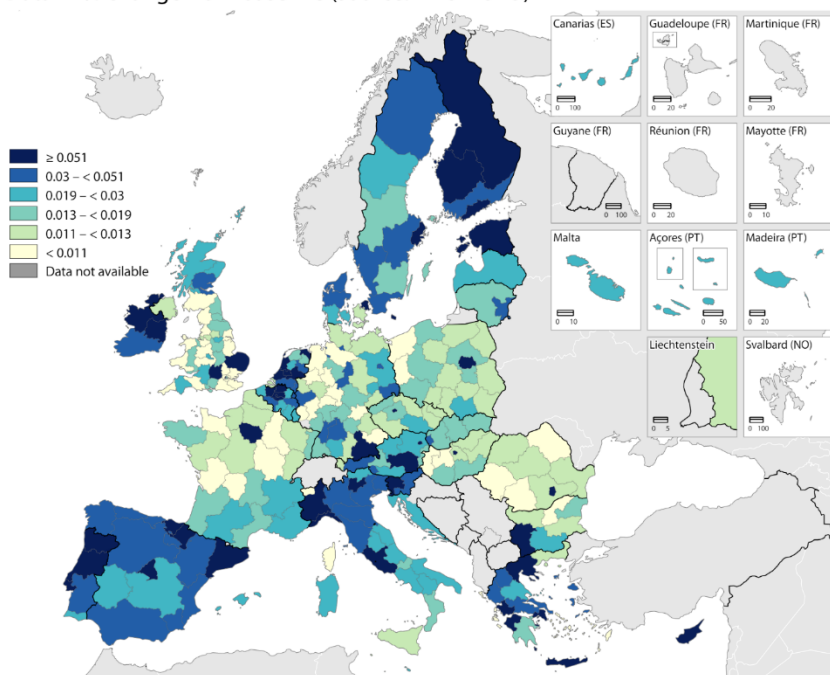 ≥ 0.051
0.03 – < 0.051
0.019 – < 0.03
0.013 – < 0.019
0.011 – < 0.013
< 0.011
Data not available
Canarias (ES)
0 100
Guadeloupe (FR)
0 20
Martinique (FR)
0 20
Guyane (FR)
0 100
Réunion (FR)
0 20
Mayotte (FR)
0 10
Malta
0 10
Açores (PT)
0 50
Madeira (PT)
0 20
Liechtenstein
0 5
Svalbard (NO)
0 100